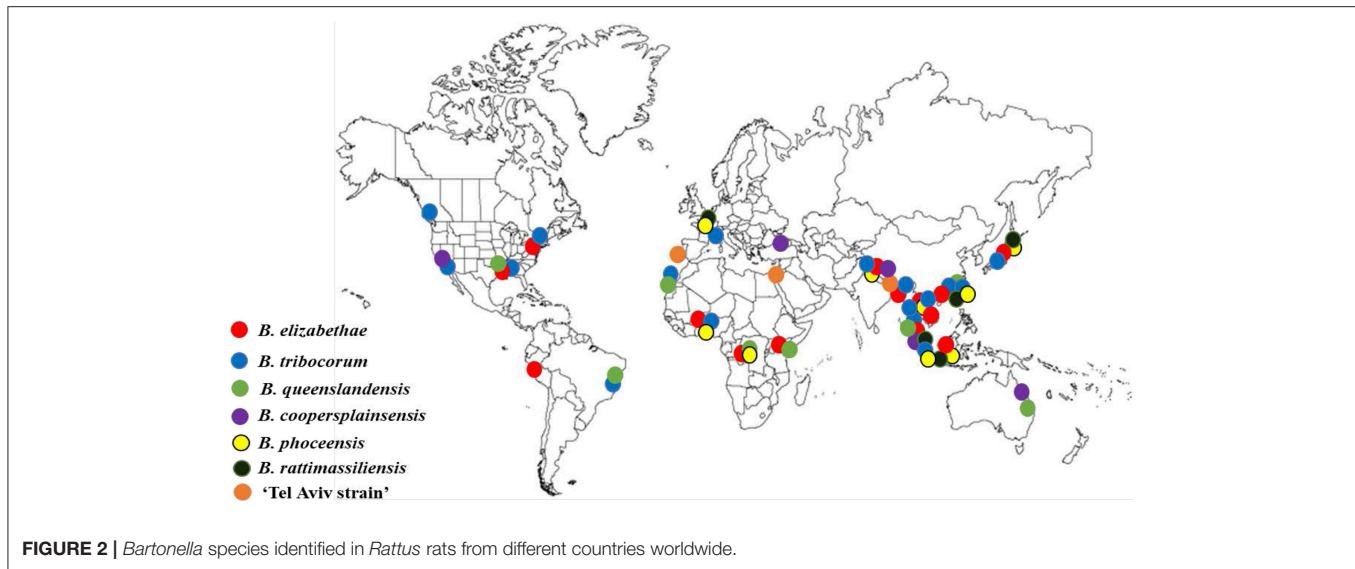 B. elizabethae
B. tribocorum
B. queenslandensis
B. coopersplainsensis
B. phoceensis
B. rattimassiliensis
‘Tel Aviv strain’
FIGURE 2 | Bartonella species identified in Rattus rats from different countries worldwide.